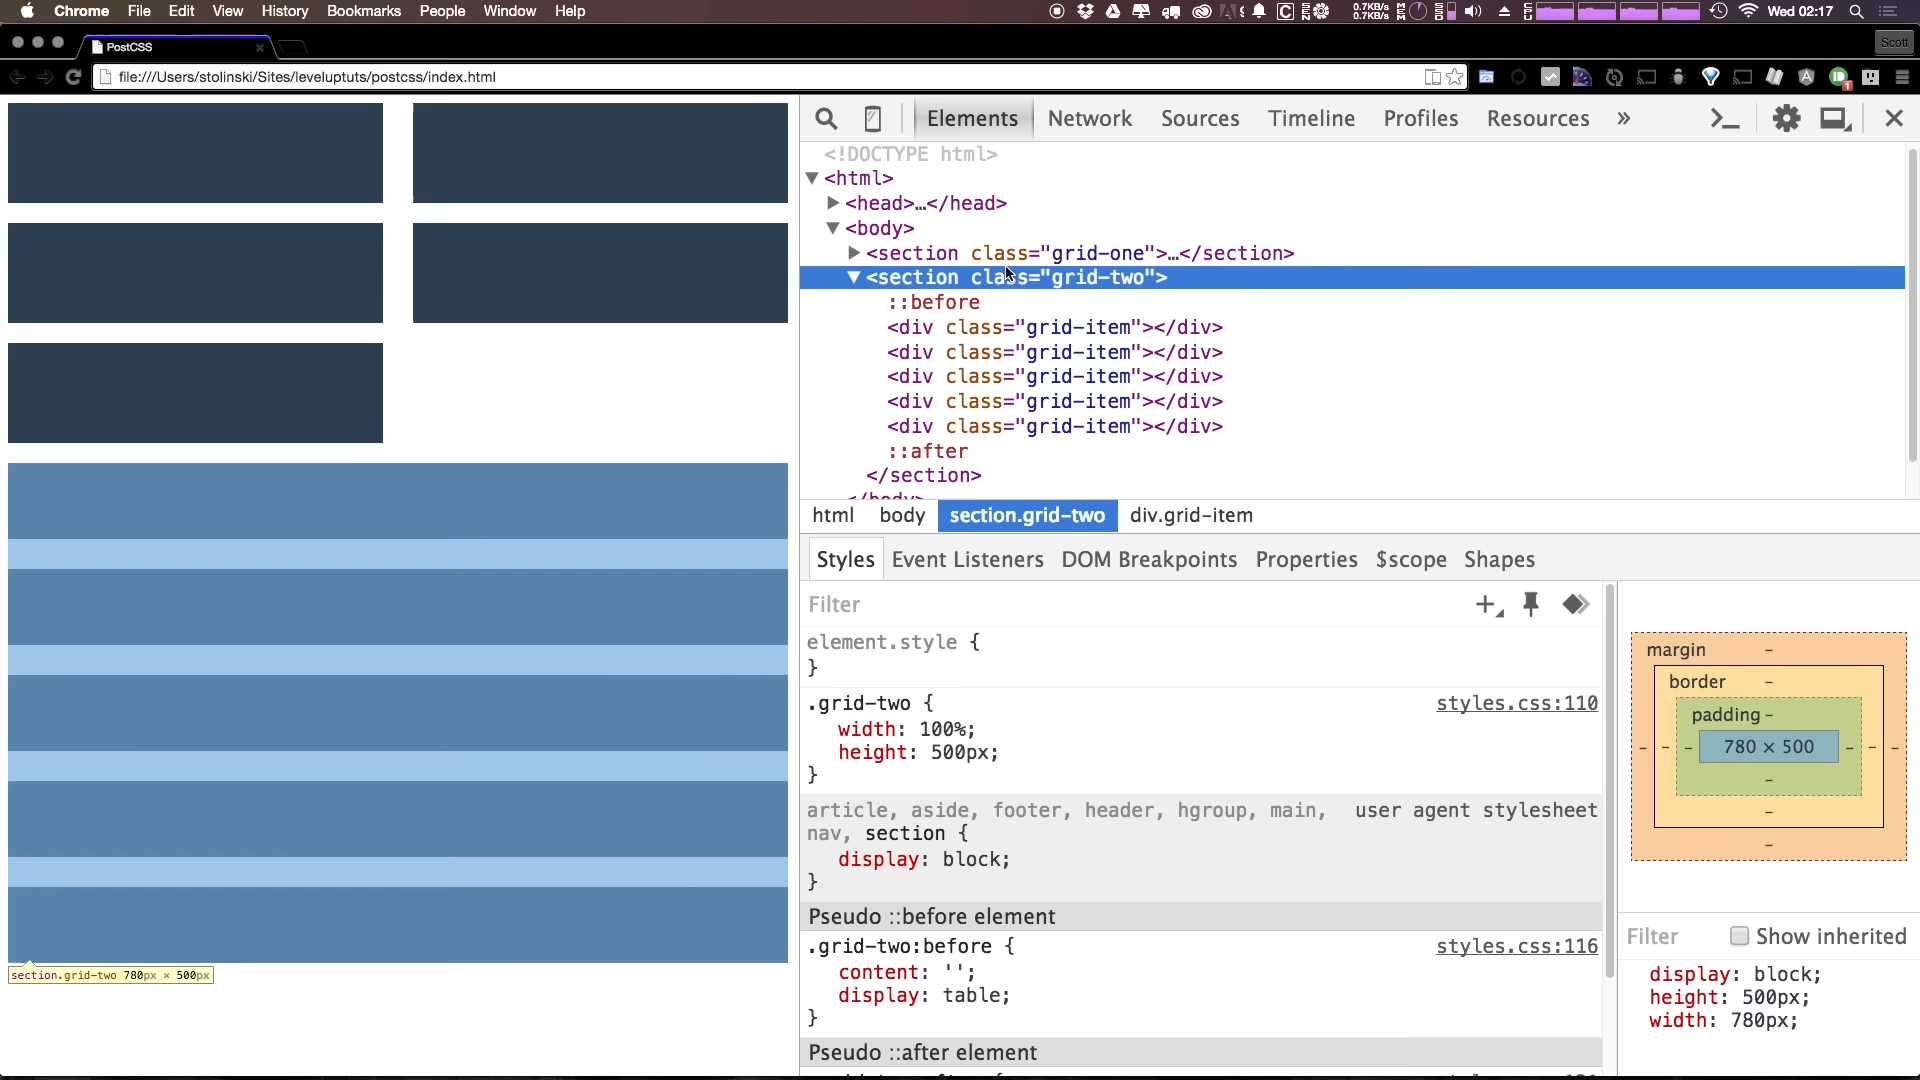 Chrome File Edit View History Bookmarks People Window Help 0.7KB/s 0.7KB/s Wed 02:17
PostCSS Scott
file:///Users/stolinski/Sites/leveluptuts/postcss/index.html
Elements Network Sources Timeline Profiles Resources »
<!DOCTYPE html>
<html>
<head>…</head>
<body>
<section class="grid-one">…</section>
<section class="grid-two">
::before
<div class="grid-item"></div>
<div class="grid-item"></div>
<div class="grid-item"></div>
<div class="grid-item"></div>
<div class="grid-item"></div>
::after
</section>
</body>
html body section.grid-two div.grid-item
Styles Event Listeners DOM Breakpoints Properties $scope Shapes
Filter
element.style {
}
.grid-two { styles.css:110
width: 100%;
height: 500px;
}
article, aside, footer, header, hgroup, main, user agent stylesheet
nav, section {
display: block;
}
Pseudo ::before element
.grid-two:before { styles.css:116
content: '';
display: table;
}
Pseudo ::after element
margin –
border –
padding –
– – – 780 × 500 – – –
–
–
–
Filter Show inherited
display: block;
height: 500px;
width: 780px;
section.grid-two 780px × 500px